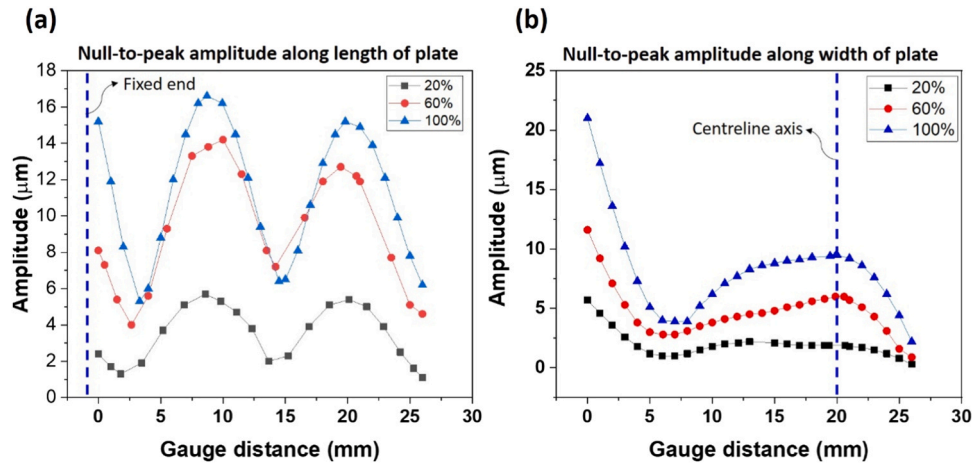 (a)
Null-to-peak amplitude along length of plate
Fixed end
20%
60%
100%
18
16
14
12
10
8
6
4
2
0
Amplitude (μm)
0 5 10 15 20 25 30
Gauge distance (mm)
(b)
Null-to-peak amplitude along width of plate
20%
60%
100%
Centreline axis
25
20
15
10
5
0
Amplitude (μm)
0 5 10 15 20 25 30
Gauge distance (mm)